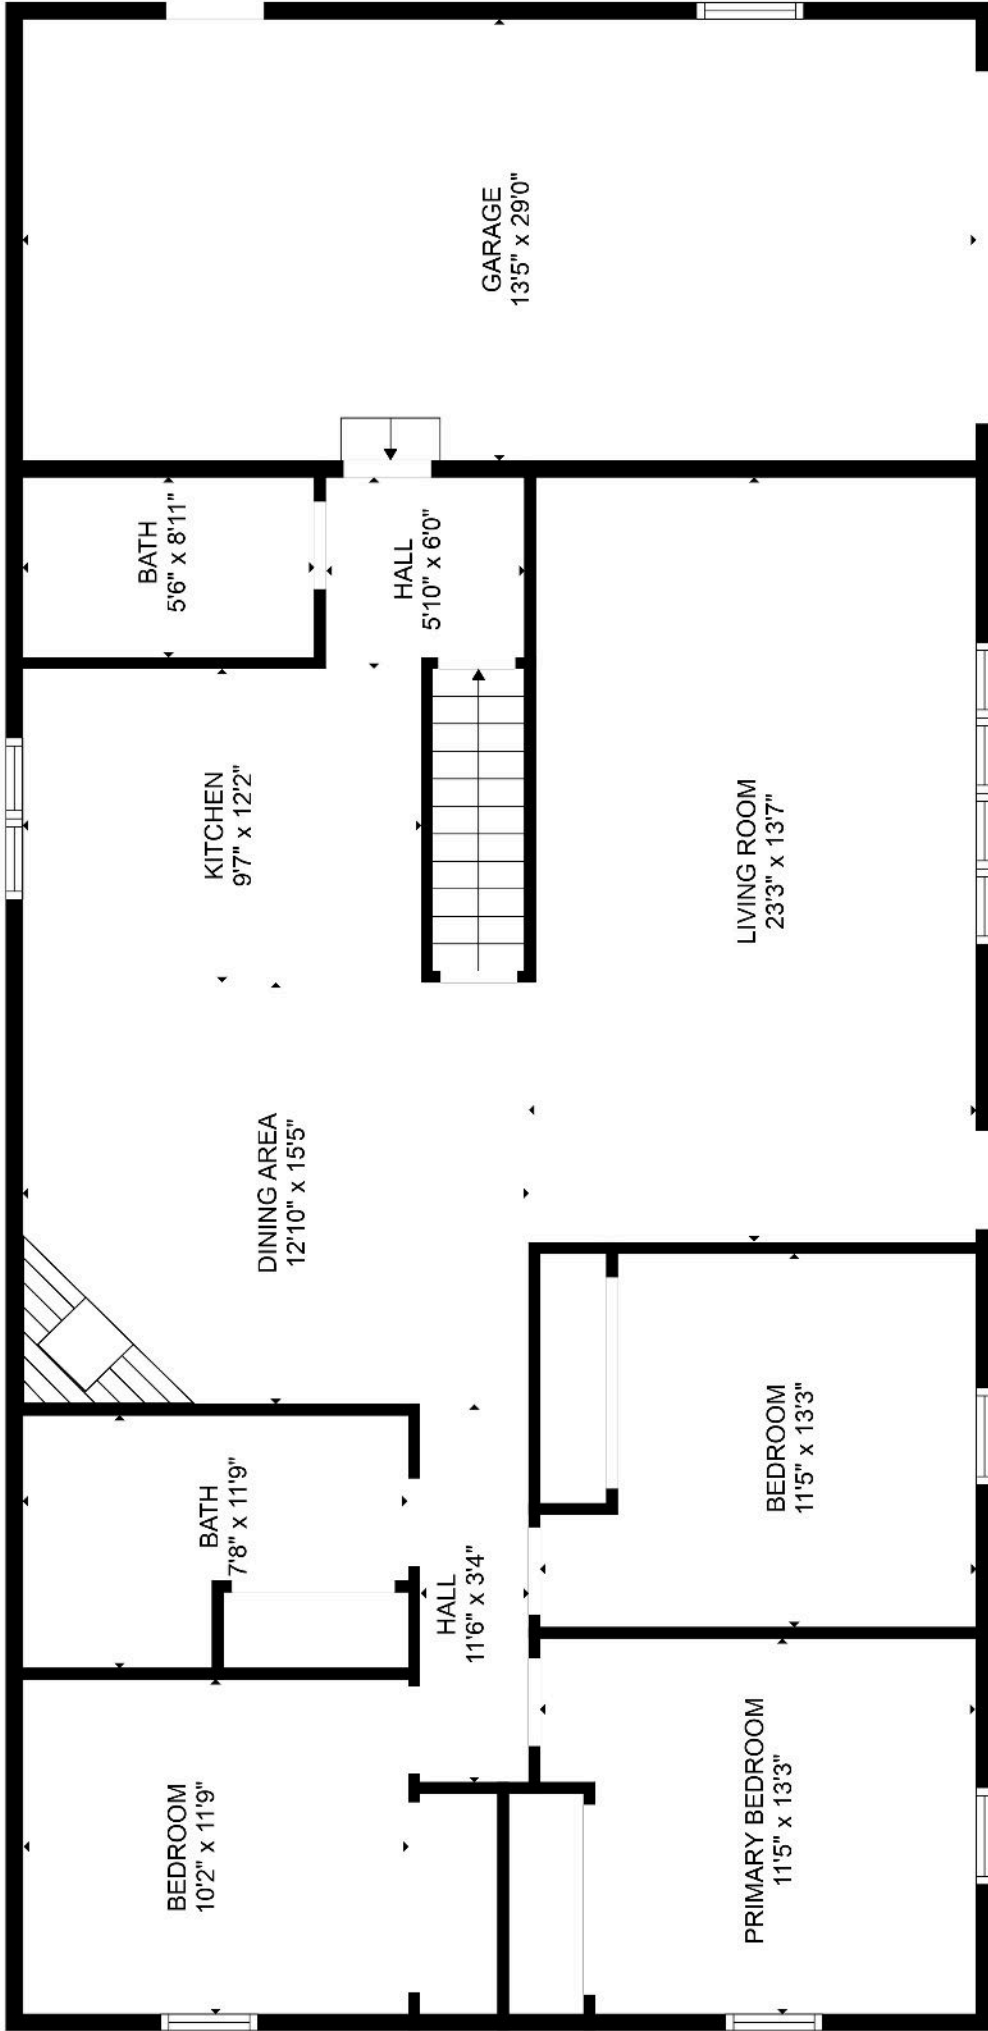 BEDROOM
10'2" x 11'9"
BATH
7'8" x 11'9"
DINING AREA
12'10" x 15'5"
KITCHEN
9'7" x 12'2"
BATH
5'6" x 8'11"
HALL
11'6" x 3'4"
HALL
5'10" x 6'0"
GARAGE
13'5" x 29'0"
PRIMARY BEDROOM
11'5" x 13'3"
BEDROOM
11'5" x 13'3"
LIVING ROOM
23'3" x 13'7"